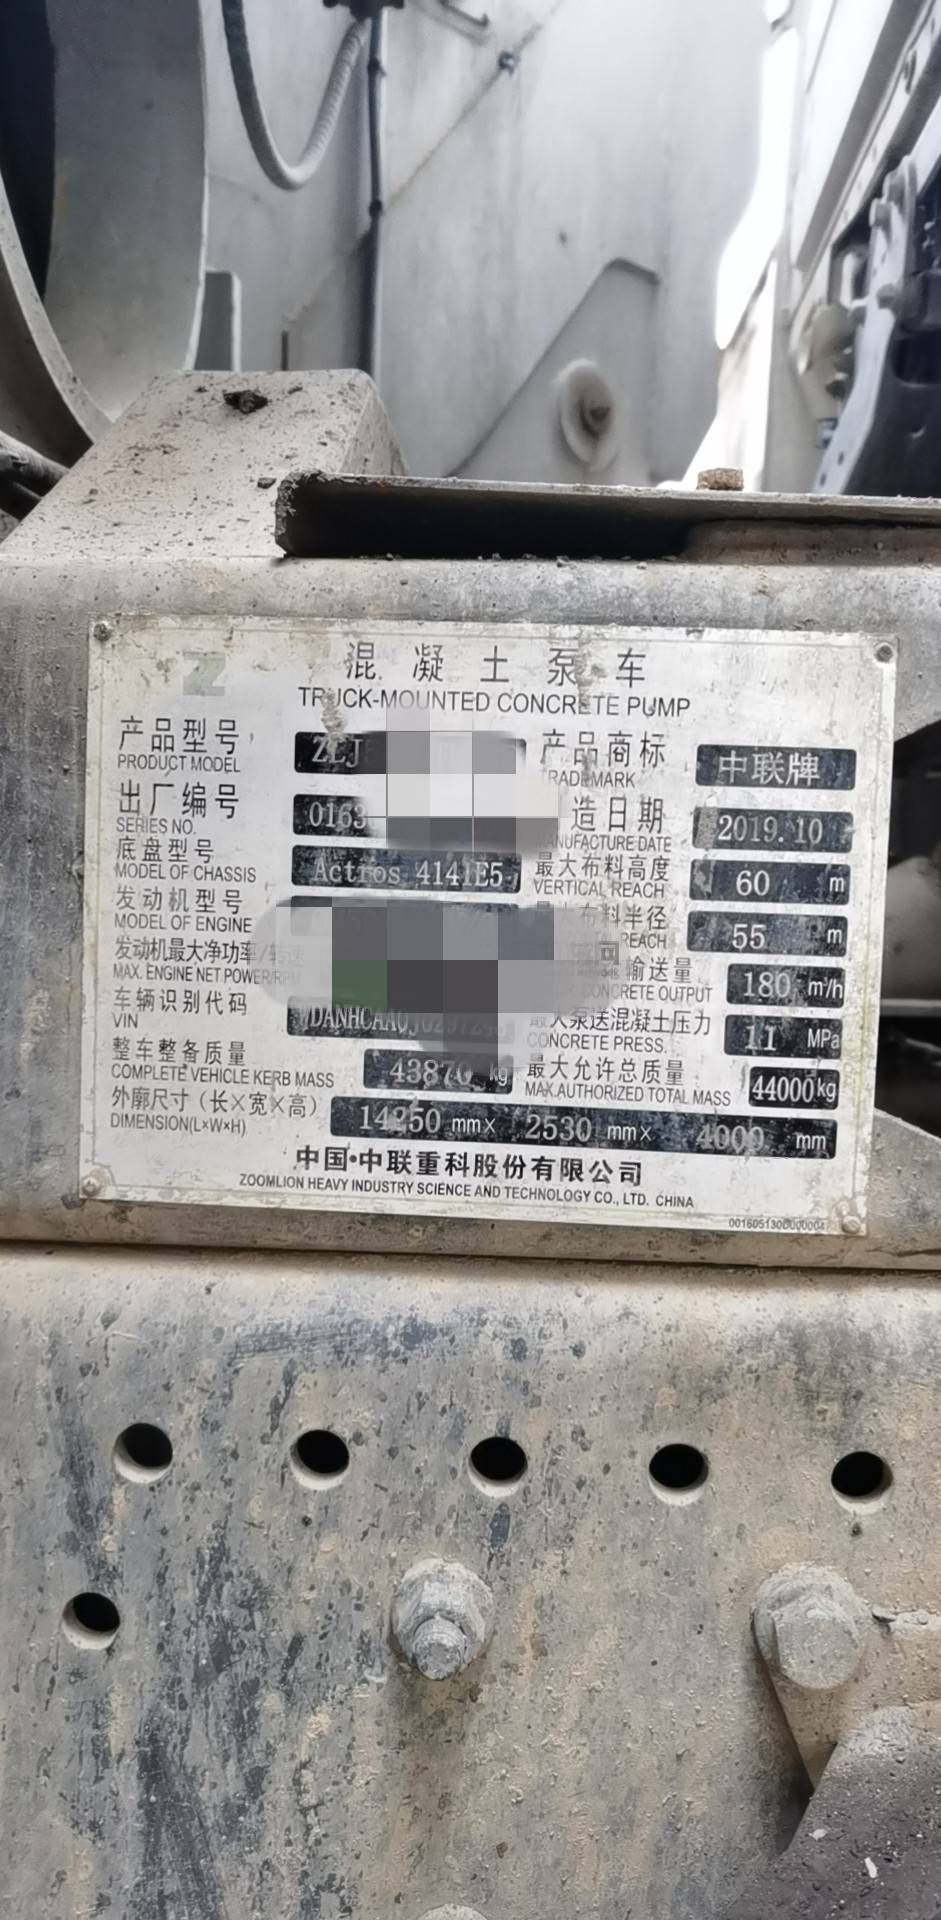 混凝土泵车
TRUCK-MOUNTED CONCRETE PUMP
产品型号 ZLJ
PRODUCT MODEL
产品商标 中联牌
TRADEMARK
出厂编号 0163
SERIES NO.
造日期 2019.10
MANUFACTURE DATE
底盘型号 Actros 4141E5
MODEL OF CHASSIS
最大布料高度 60 m
VERTICAL REACH
发动机型号
MODEL OF ENGINE
布料半径 55 m
REACH
发动机最大净功率/转速
MAX. ENGINE NET POWER/RPM
输送量 180 m³/h
CONCRETE OUTPUT
车辆识别代码
VIN
最大泵送混凝土压力 11 MPa
CONCRETE PRESS.
整车整备质量 43870 kg
COMPLETE VEHICLE KERB MASS
最大允许总质量 44000kg
MAX.AUTHORIZED TOTAL MASS
外廓尺寸（长×宽×高） 14250 mm× 2530 mm× 4000 mm
DIMENSION(L×W×H)
中国·中联重科股份有限公司
ZOOMLION HEAVY INDUSTRY SCIENCE AND TECHNOLOGY CO., LTD. CHINA